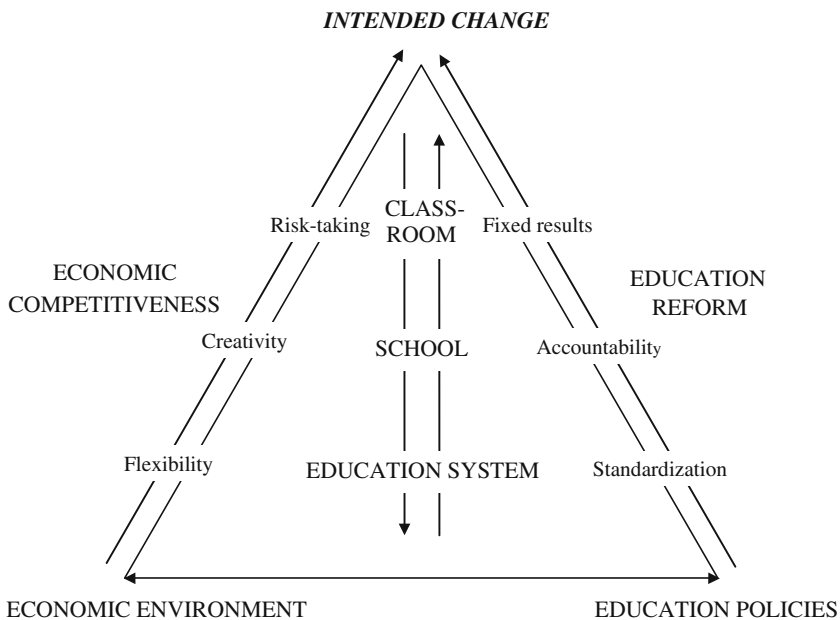 INTENDED CHANGE
CLASS-
ROOM
Risk-taking
Fixed results
ECONOMIC
COMPETITIVENESS
EDUCATION
REFORM
Creativity
SCHOOL
Accountability
Flexibility
EDUCATION SYSTEM
Standardization
ECONOMIC ENVIRONMENT
EDUCATION POLICIES